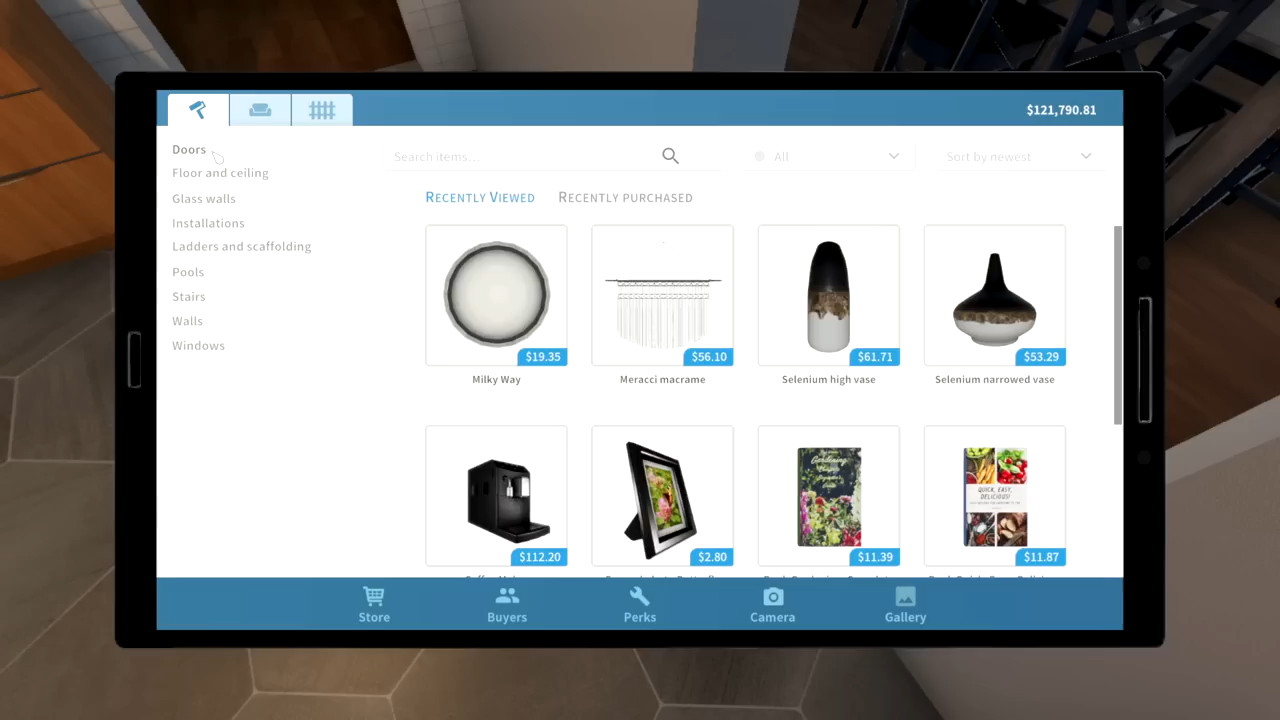 $121,790.81
Doors
Floor and ceiling
Glass walls
Installations
Ladders and scaffolding
Pools
Stairs
Walls
Windows
Search items...
All
Sort by newest
RECENTLY VIEWED
RECENTLY PURCHASED
$19.35
$56.10
$61.71
$53.29
Milky Way
Meracci macrame
Selenium high vase
Selenium narrowed vase
QUICK, EASY,
DELICIOUS!
$112.20
$2.80
$11.39
$11.87
Store
Buyers
Perks
Camera
Gallery